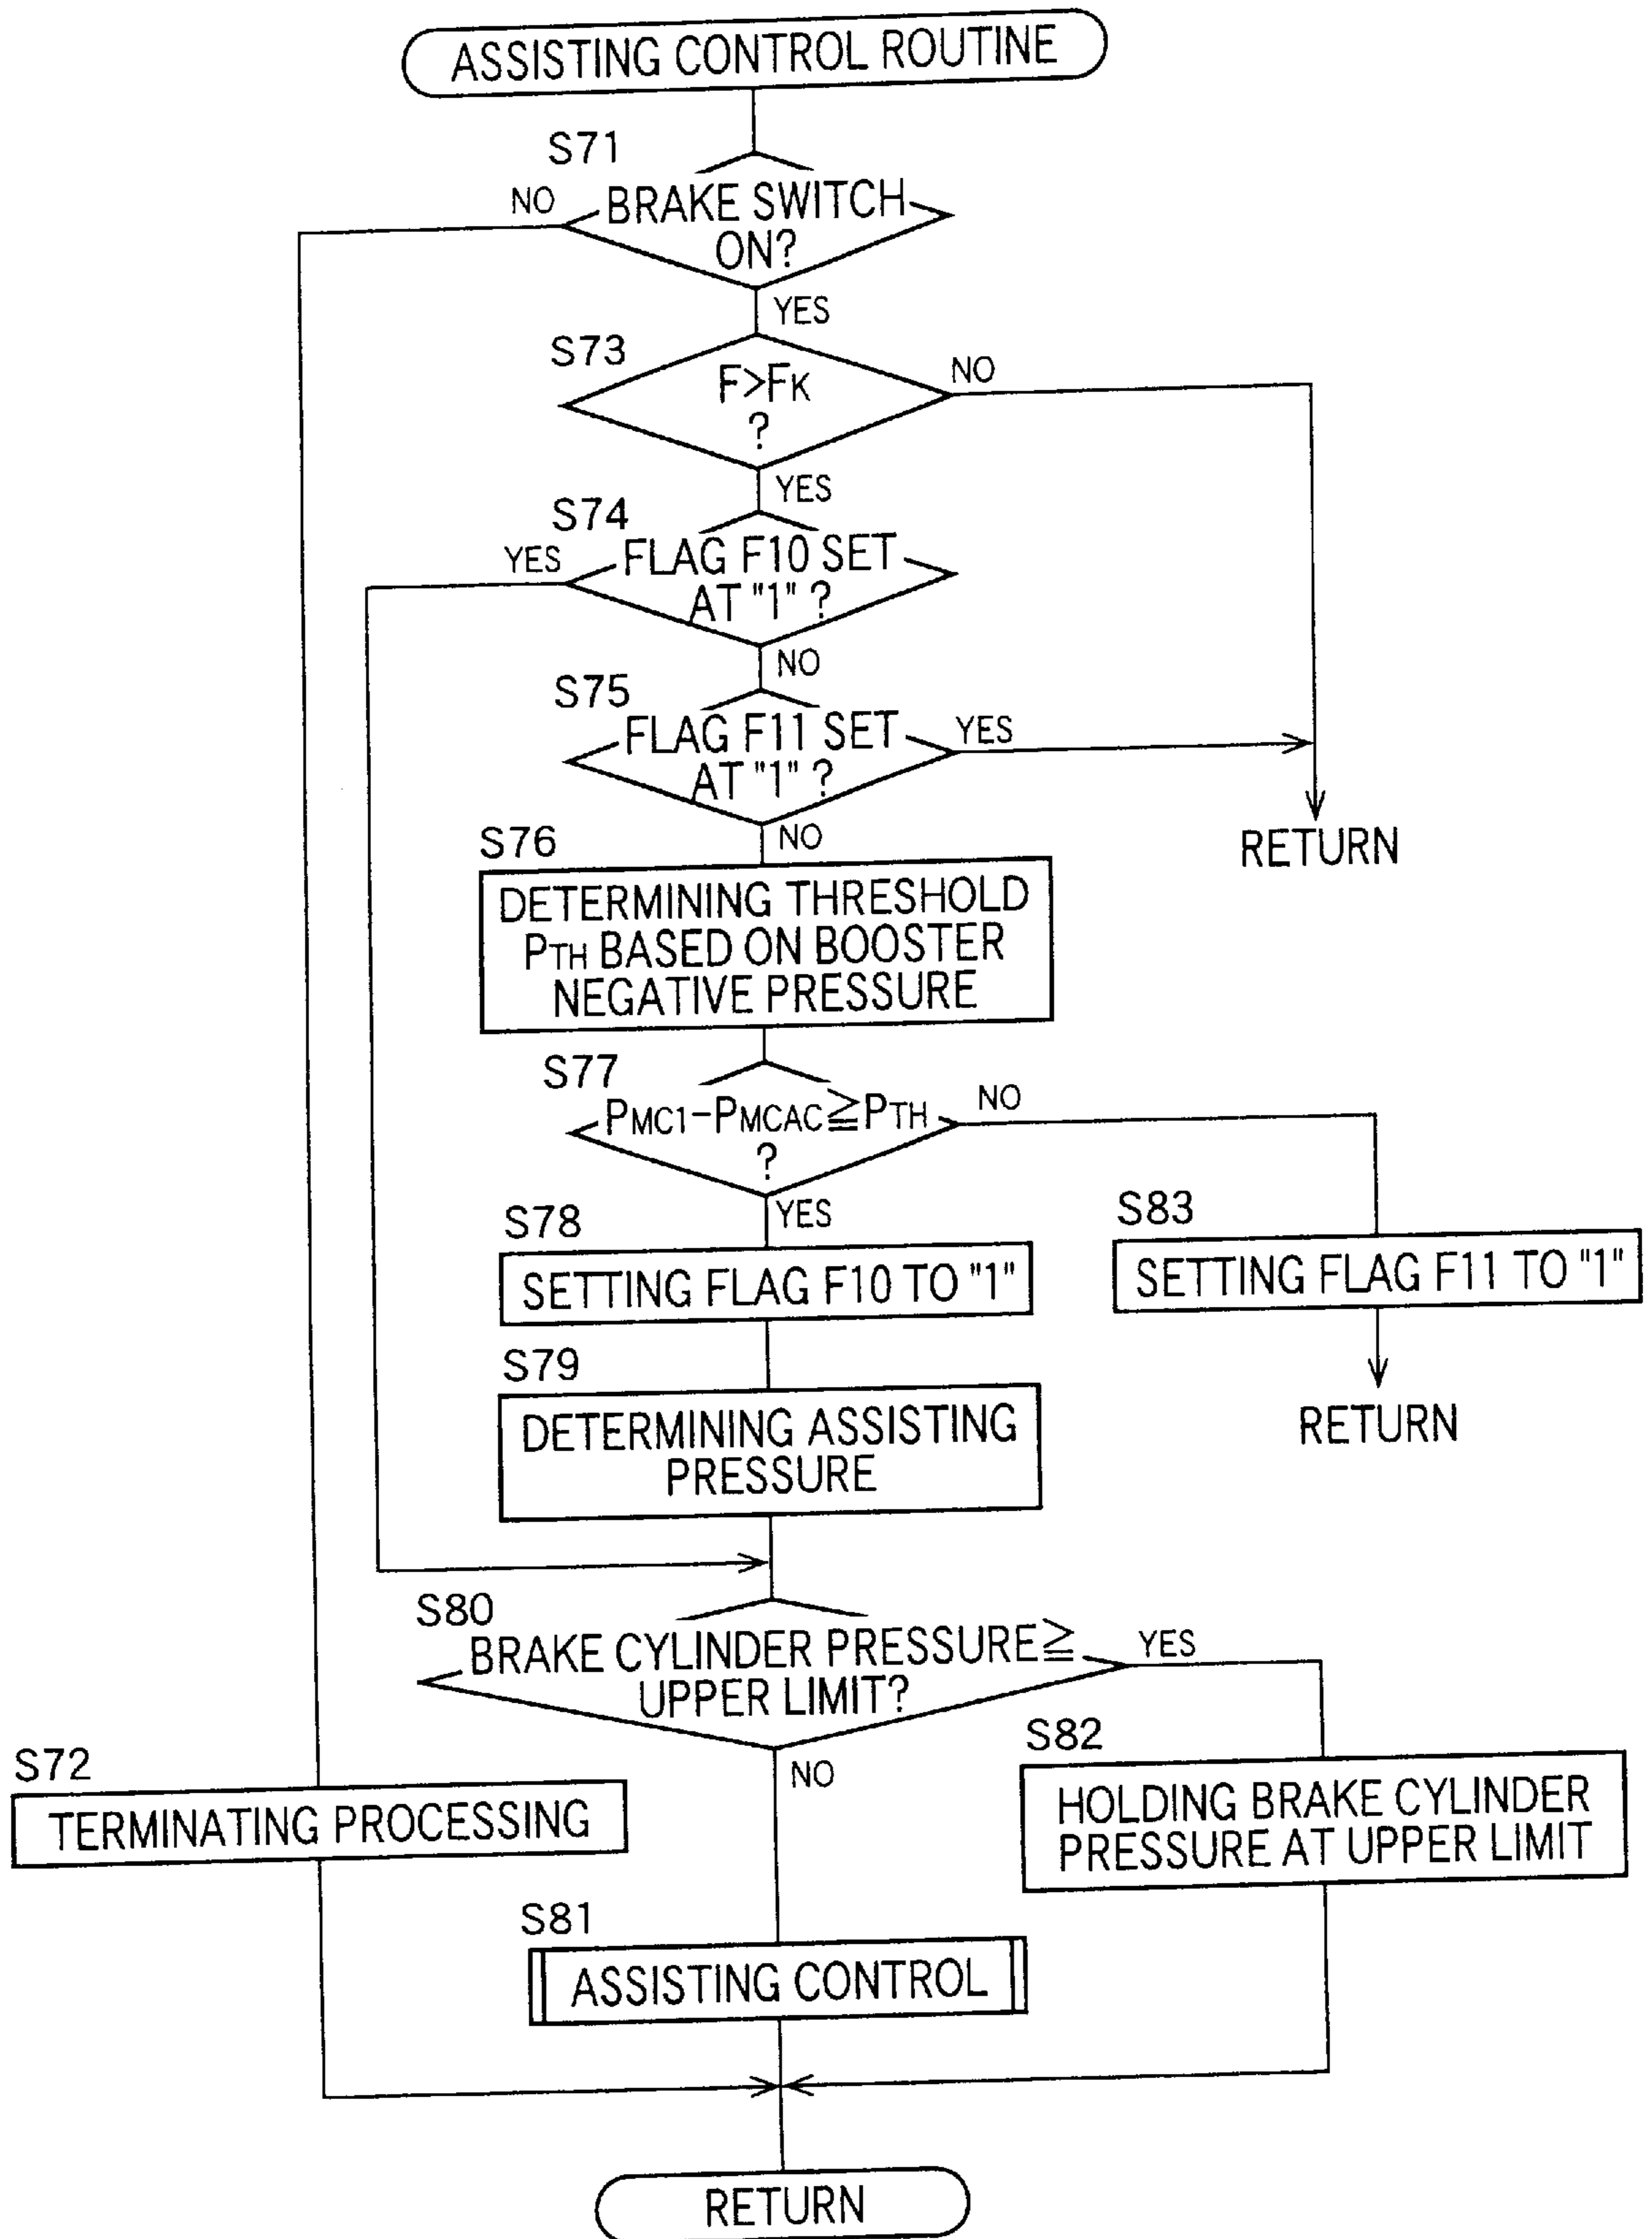 ASSISTING CONTROL ROUTINE
S71
NO
BRAKE SWITCH
ON?
YES
S73
F>FK
?
NO
YES
S74
YES
FLAG F10 SET
AT "1" ?
NO
S75
FLAG F11 SET
AT "1" ?
YES
NO
RETURN
S76
DETERMINING THRESHOLD
PTH BASED ON BOOSTER
NEGATIVE PRESSURE
S77
PMC1-PMCAC≧PTH
?
NO
YES
S78
SETTING FLAG F10 TO "1"
S83
SETTING FLAG F11 TO "1"
RETURN
S79
DETERMINING ASSISTING
PRESSURE
S80
BRAKE CYLINDER PRESSURE≧
UPPER LIMIT?
YES
NO
S72
TERMINATING PROCESSING
S82
HOLDING BRAKE CYLINDER
PRESSURE AT UPPER LIMIT
S81
ASSISTING CONTROL
RETURN